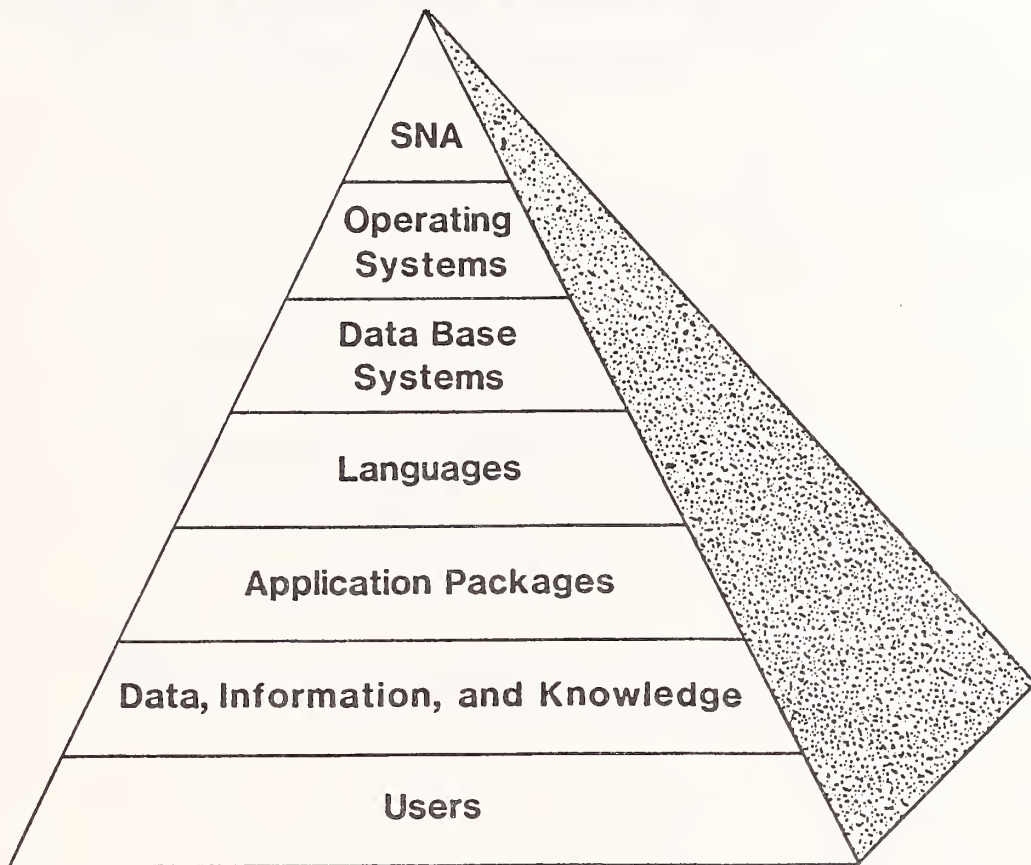 SNA
Operating
Systems
Data Base
Systems
Languages
Application Packages
Data, Information, and Knowledge
Users